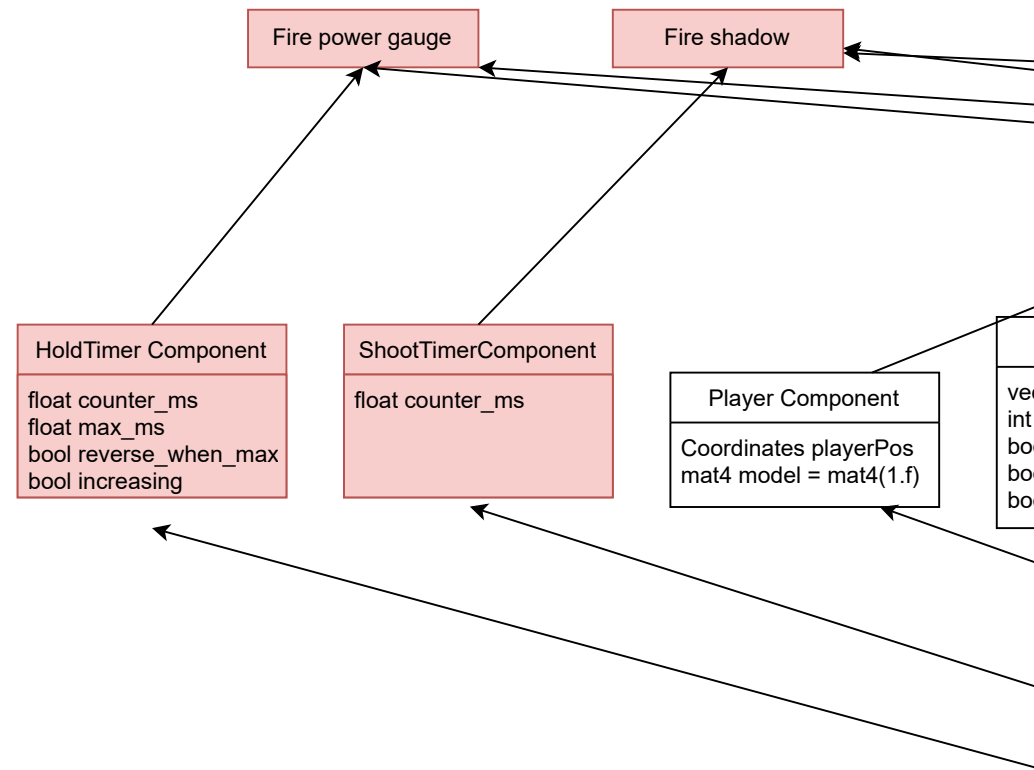 Fire power gauge
Fire shadow
HoldTimer Component
float counter_ms
float max_ms
bool reverse_when_max
bool increasing
ShootTimerComponent
float counter_ms
Player Component
Coordinates playerPos
mat4 model = mat4(1.f)
int